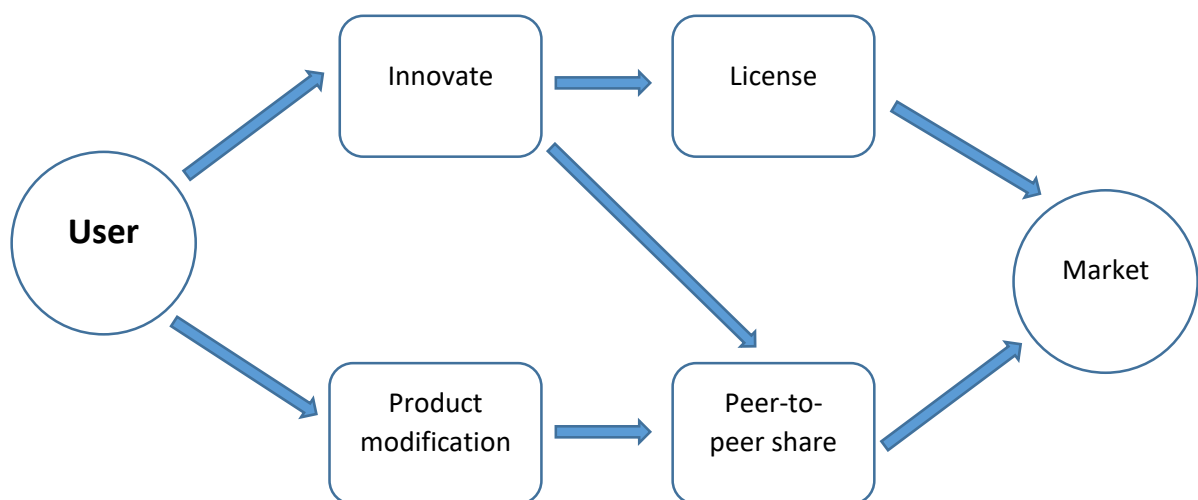 Innovate
License
User
Market
Product
modification
Peer-to-
peer share